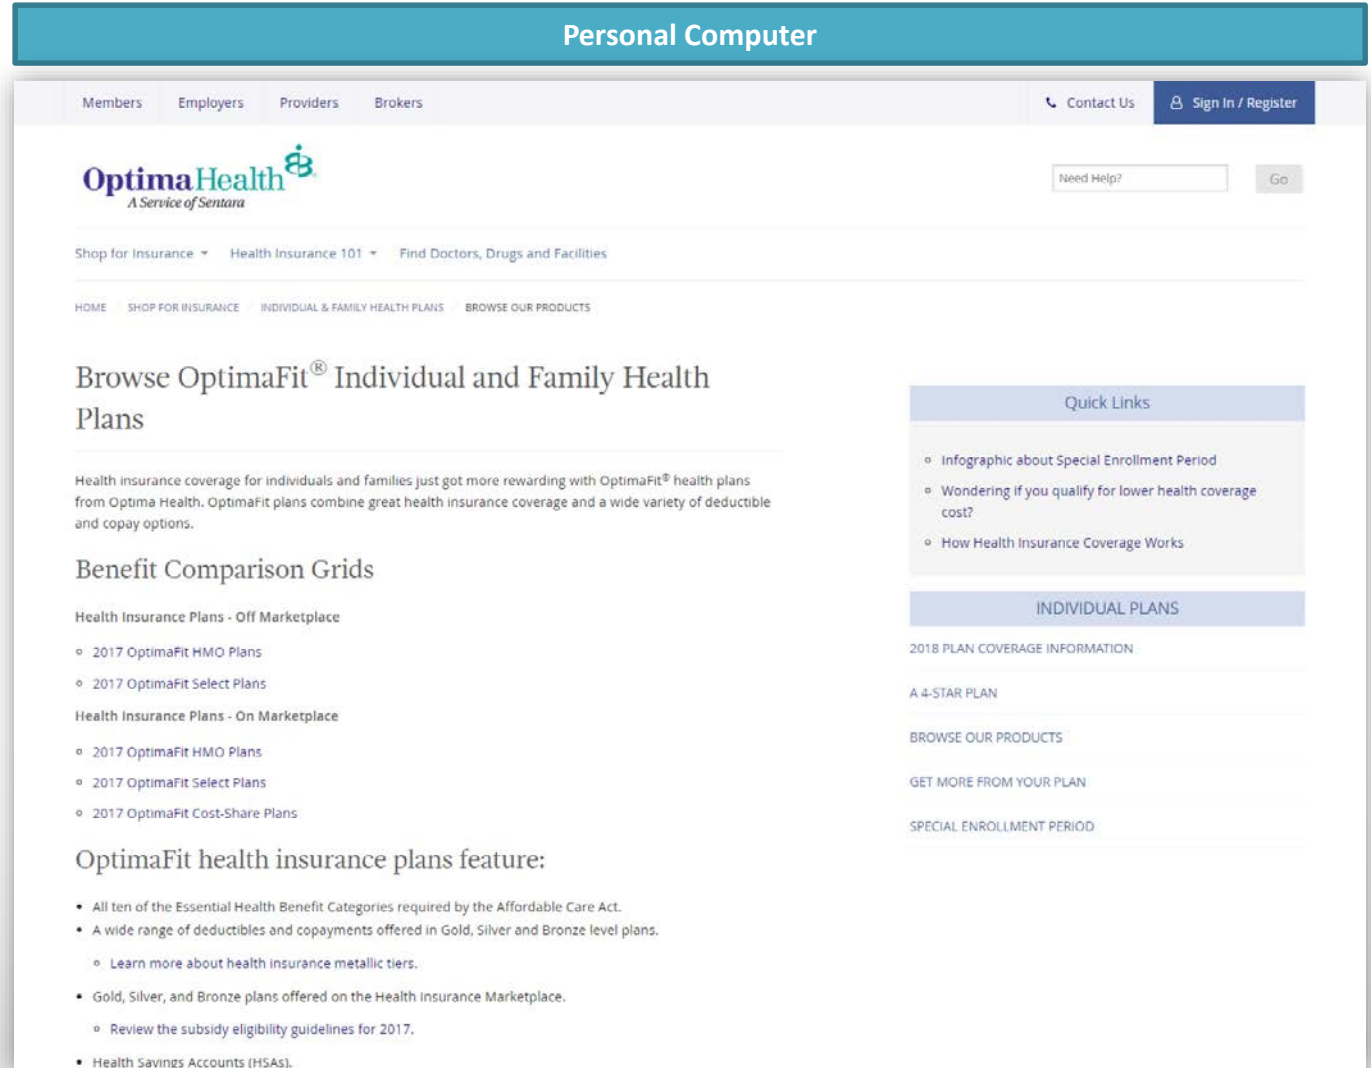 Personal Computer
Members Employers Providers Brokers Contact Us Sign In / Register
OptimaHealth
A Service of Sentara
Need Help? Go
Shop for Insurance Health Insurance 101 Find Doctors, Drugs and Facilities
HOME / SHOP FOR INSURANCE / INDIVIDUAL & FAMILY HEALTH PLANS / BROWSE OUR PRODUCTS
Browse OptimaFit® Individual and Family Health
Plans
Health insurance coverage for individuals and families just got more rewarding with OptimaFit® health plans
from Optima Health. OptimaFit plans combine great health insurance coverage and a wide variety of deductible
and copay options.
Benefit Comparison Grids
Health Insurance Plans - Off Marketplace
2017 OptimaFit HMO Plans
2017 OptimaFit Select Plans
Health Insurance Plans - On Marketplace
2017 OptimaFit HMO Plans
2017 OptimaFit Select Plans
2017 OptimaFit Cost-Share Plans
OptimaFit health insurance plans feature:
All ten of the Essential Health Benefit Categories required by the Affordable Care Act.
A wide range of deductibles and copayments offered in Gold, Silver and Bronze level plans.
Learn more about health insurance metallic tiers.
Gold, Silver, and Bronze plans offered on the Health Insurance Marketplace.
Review the subsidy eligibility guidelines for 2017.
Health Savings Accounts (HSAs).
Quick Links
Infographic about Special Enrollment Period
Wondering if you qualify for lower health coverage
cost?
How Health Insurance Coverage Works
INDIVIDUAL PLANS
2018 PLAN COVERAGE INFORMATION
A 4-STAR PLAN
BROWSE OUR PRODUCTS
GET MORE FROM YOUR PLAN
SPECIAL ENROLLMENT PERIOD